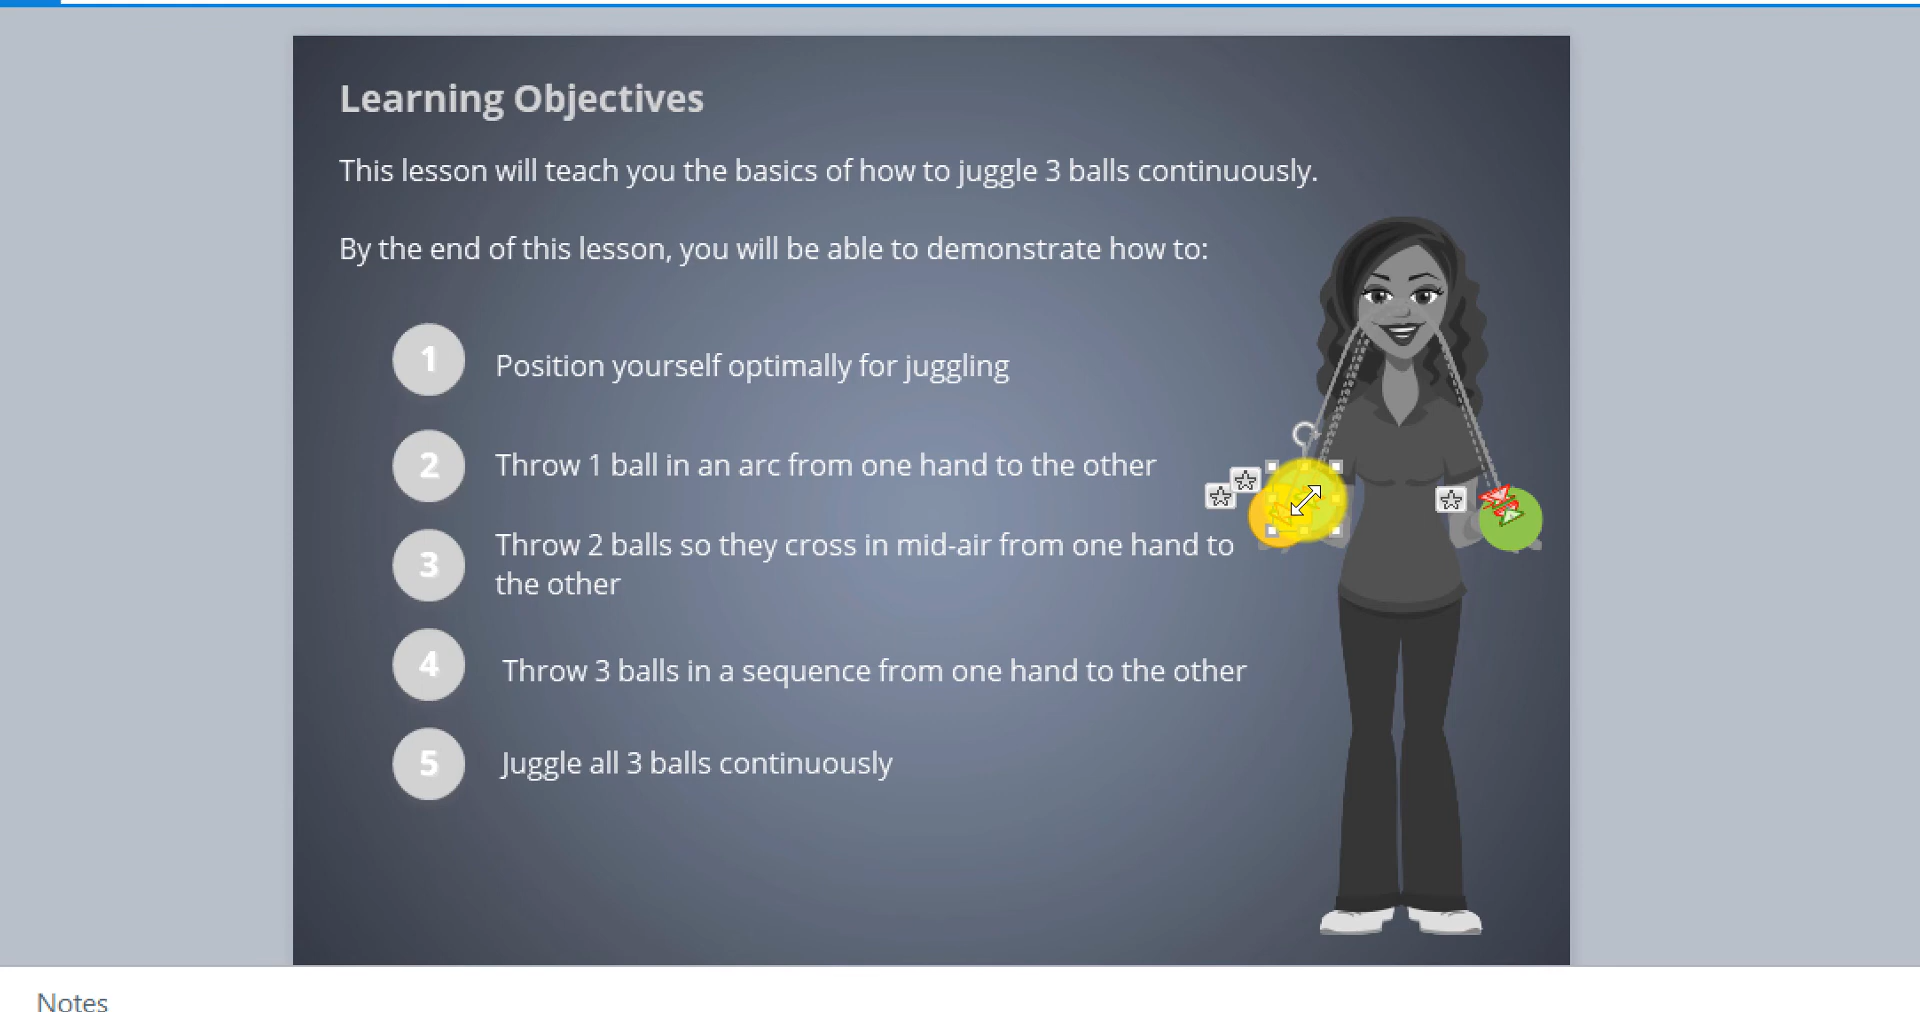 Learning Objectives
This lesson will teach you the basics of how to juggle 3 balls continuously.
By the end of this lesson, you will be able to demonstrate how to:
1 Position yourself optimally for juggling
2 Throw 1 ball in an arc from one hand to the other
3 Throw 2 balls so they cross in mid-air from one hand to
the other
4 Throw 3 balls in a sequence from one hand to the other
5 Juggle all 3 balls continuously
Notes